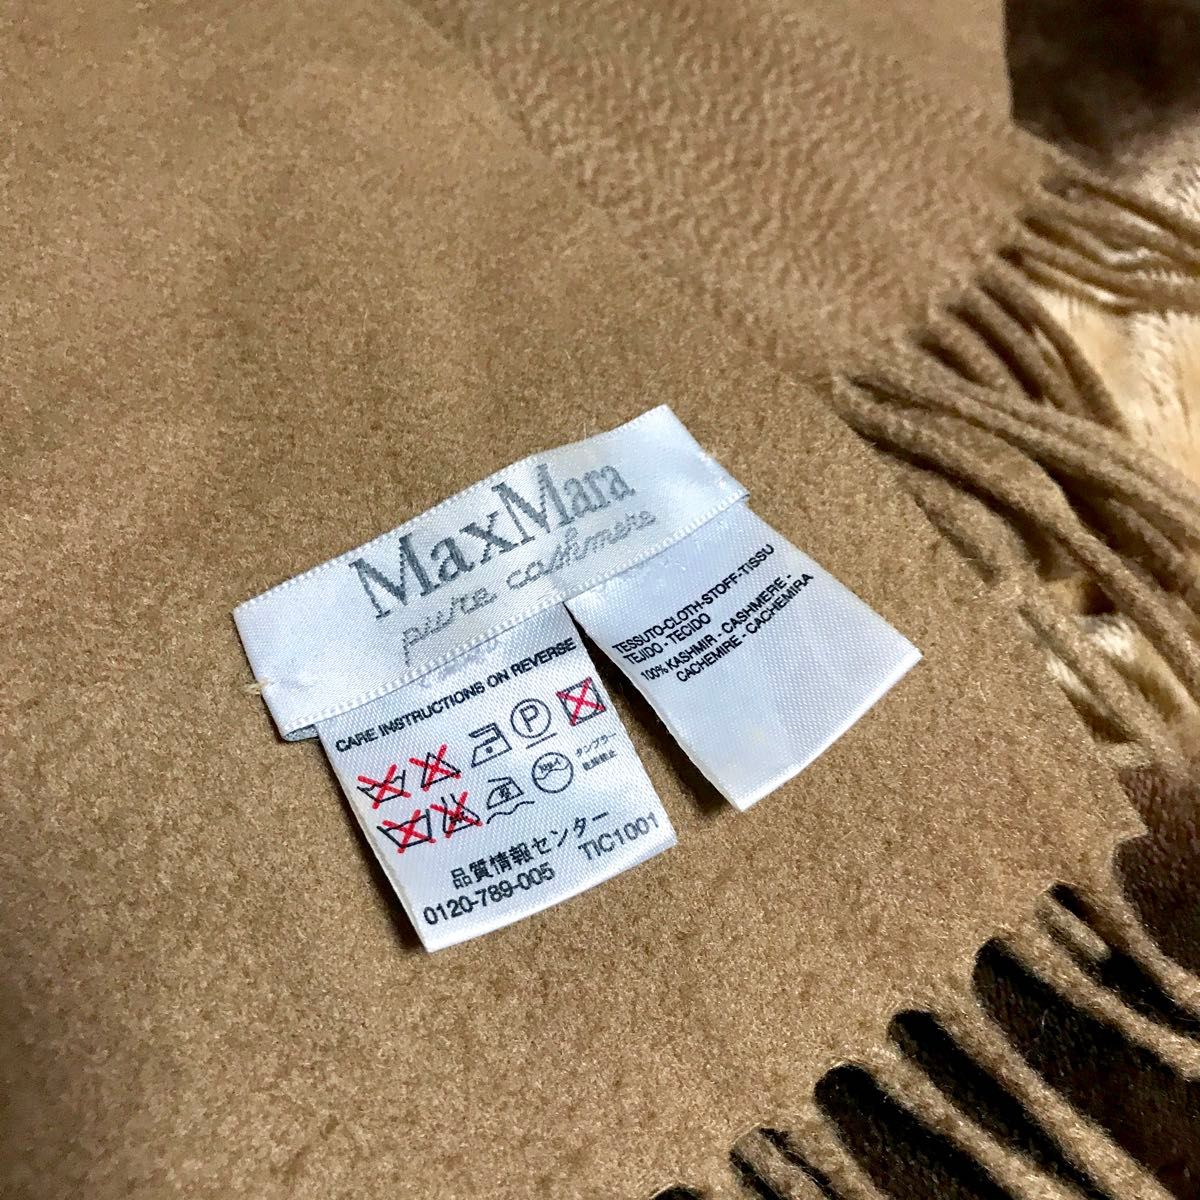 MaxMara
pure cashmere
CARE INSTRUCTIONS ON REVERSE
P
タンブラー
乾燥禁止
品質情報センター
0120-789-005 TIC1001
TESSUTO-CLOTH-STOFF-TISSU
TEJIDO - TECIDO
100% KASHMIR - CASHMERE -
CACHEMIRE - CACHEMIRA